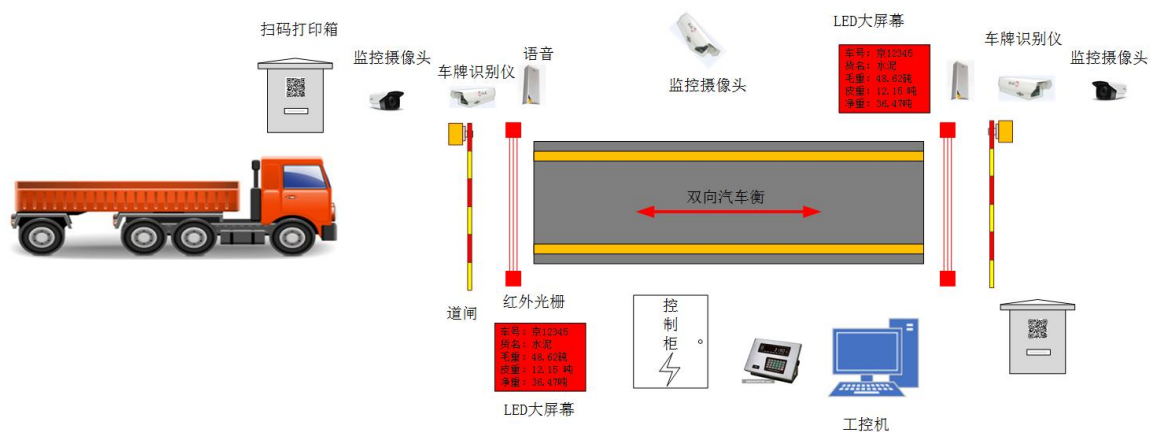 扫码打印箱
监控摄像头
车牌识别仪
语音
监控摄像头
LED大屏幕
车号：京12345
货名：水泥
毛重：48.62吨
皮重：12.15 吨
净重：36.47吨
车牌识别仪
监控摄像头
双向汽车衡
道闸
红外光栅
车号：京12345
货名：水泥
毛重：48.62吨
皮重：12.15 吨
净重：36.47吨
LED大屏幕
控
制
柜
工控机